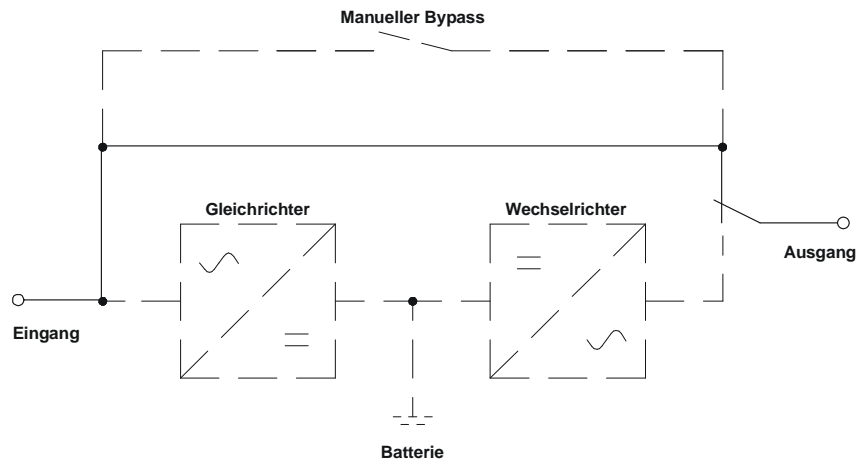 Manueller Bypass
Gleichrichter
Wechselrichter
Ausgang
Eingang
Batterie